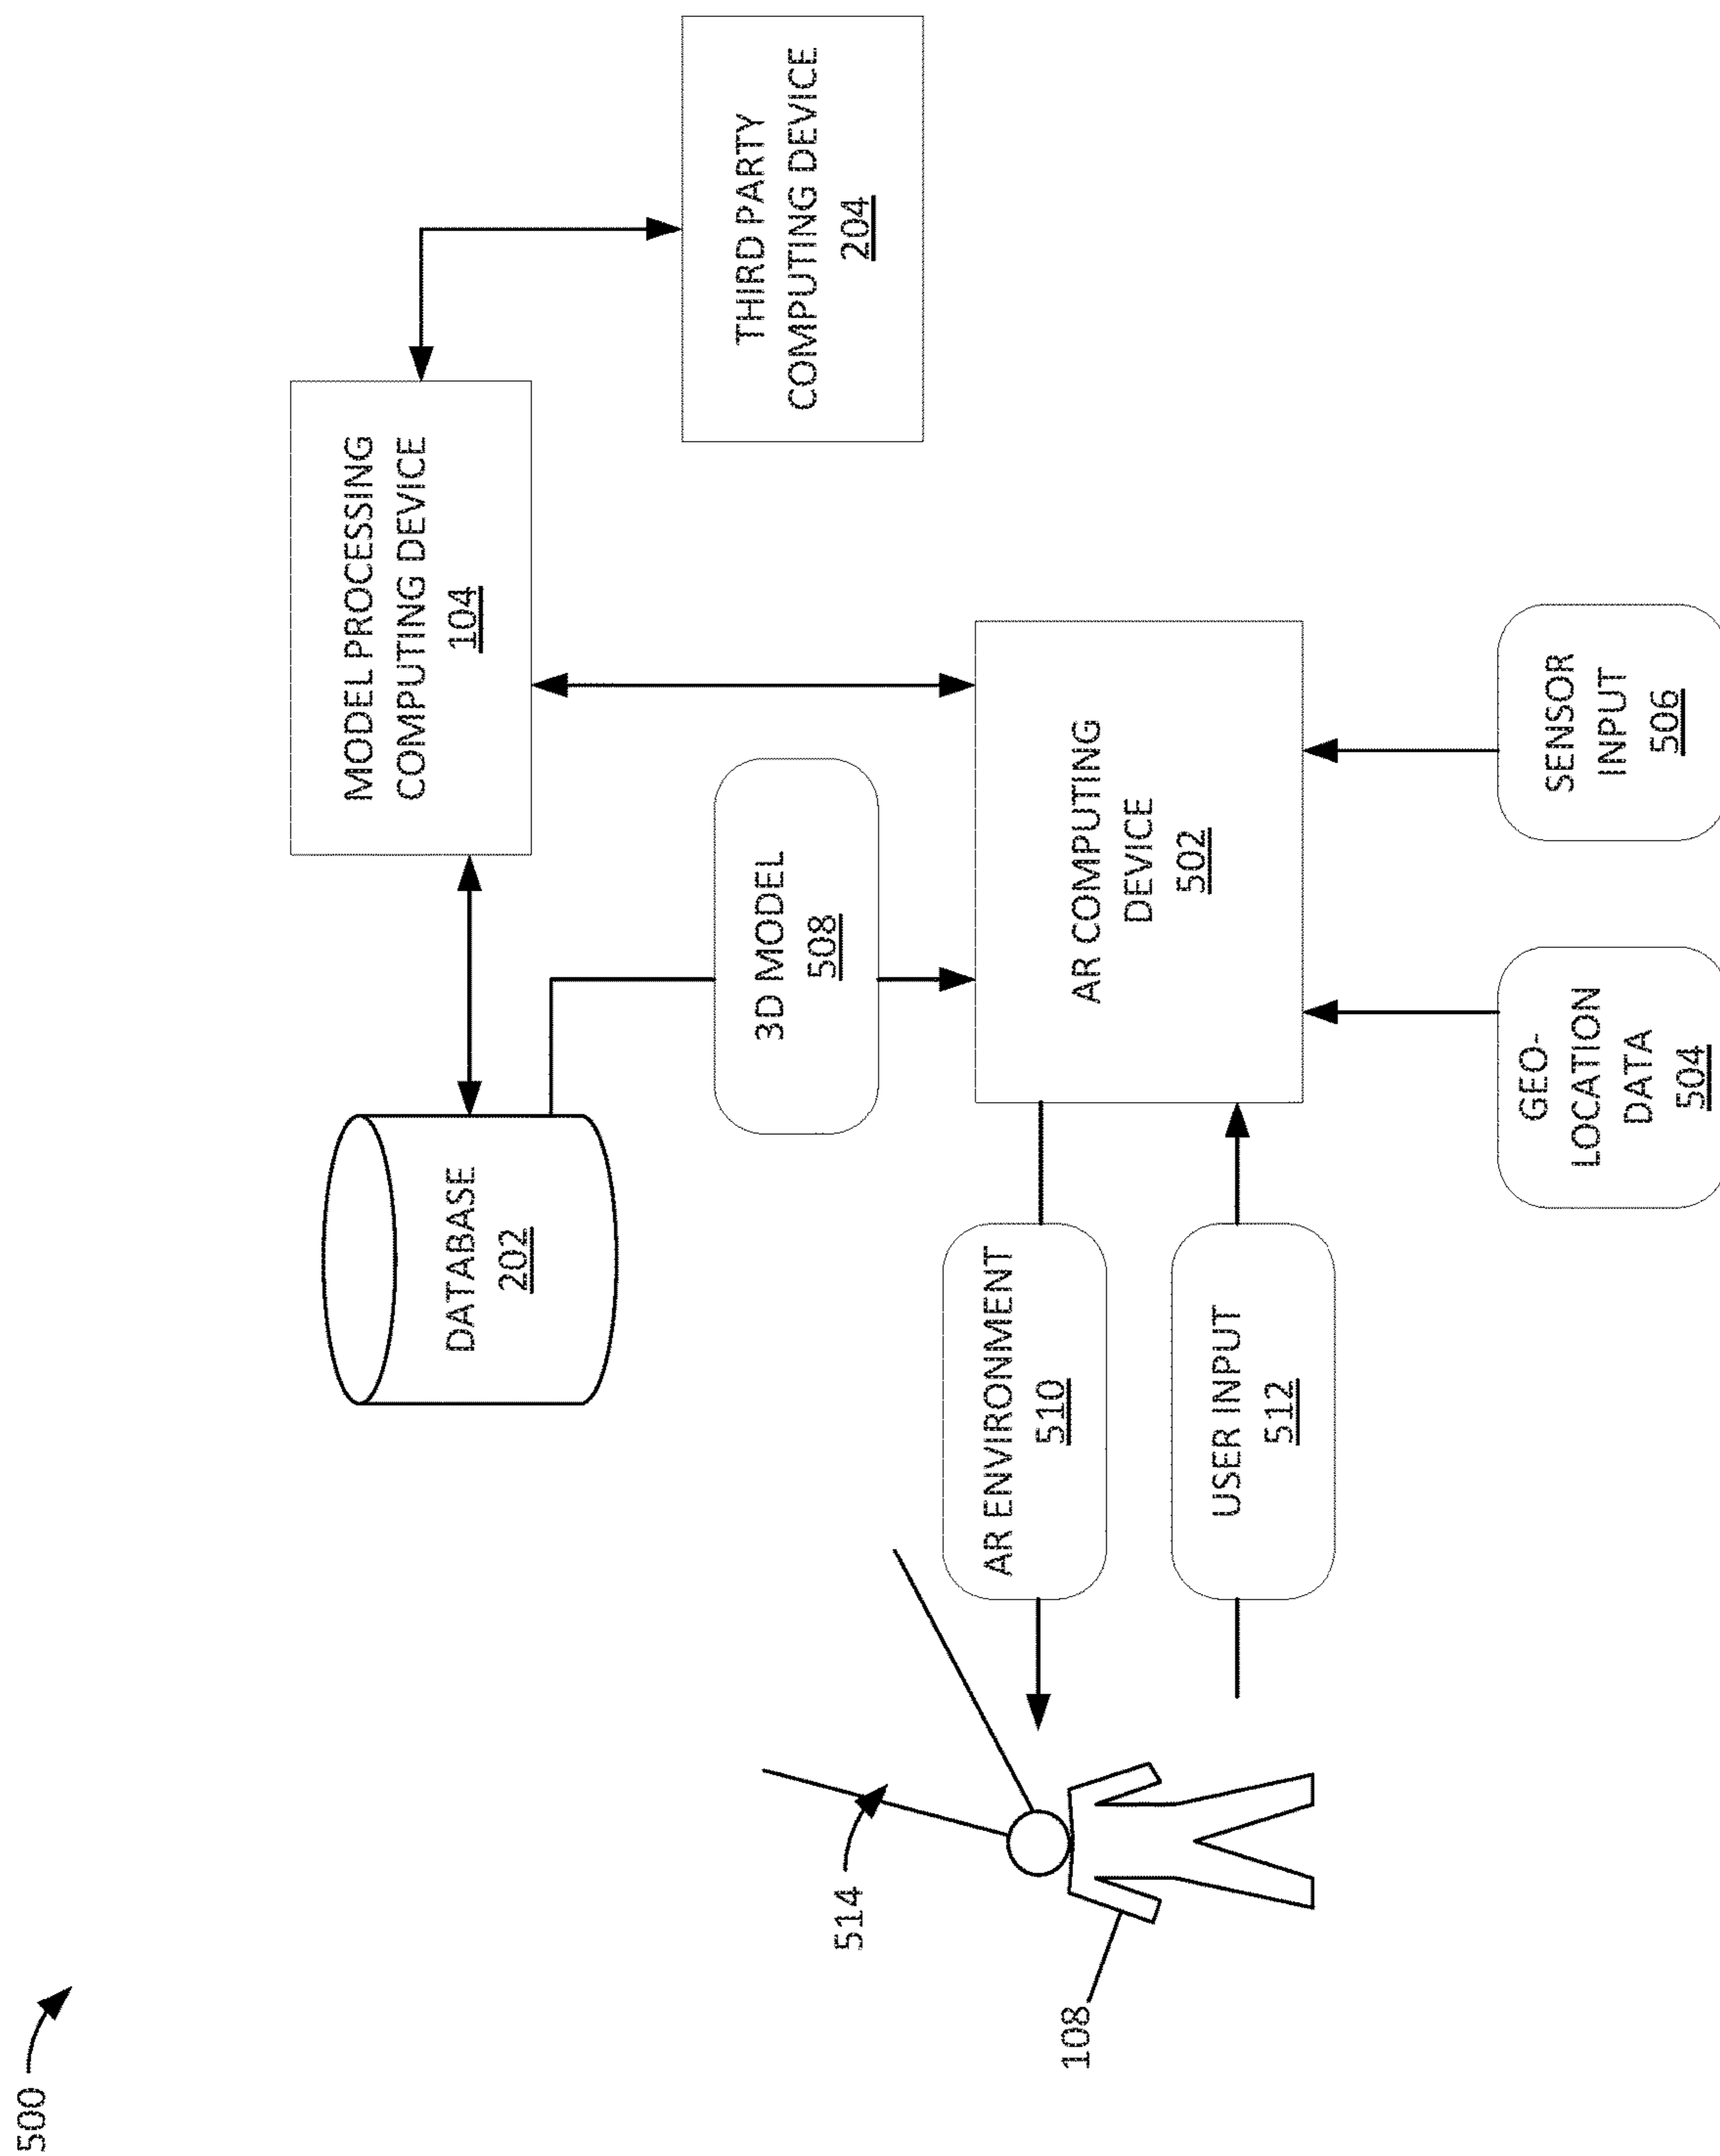 500
DATABASE
202
MODEL PROCESSING
COMPUTING DEVICE
104
THIRD PARTY
COMPUTING DEVICE
204
3D MODEL
508
514
108
AR ENVIRONMENT
510
USER INPUT
512
AR COMPUTING
DEVICE
502
GEO-
LOCATION
DATA
504
SENSOR
INPUT
506